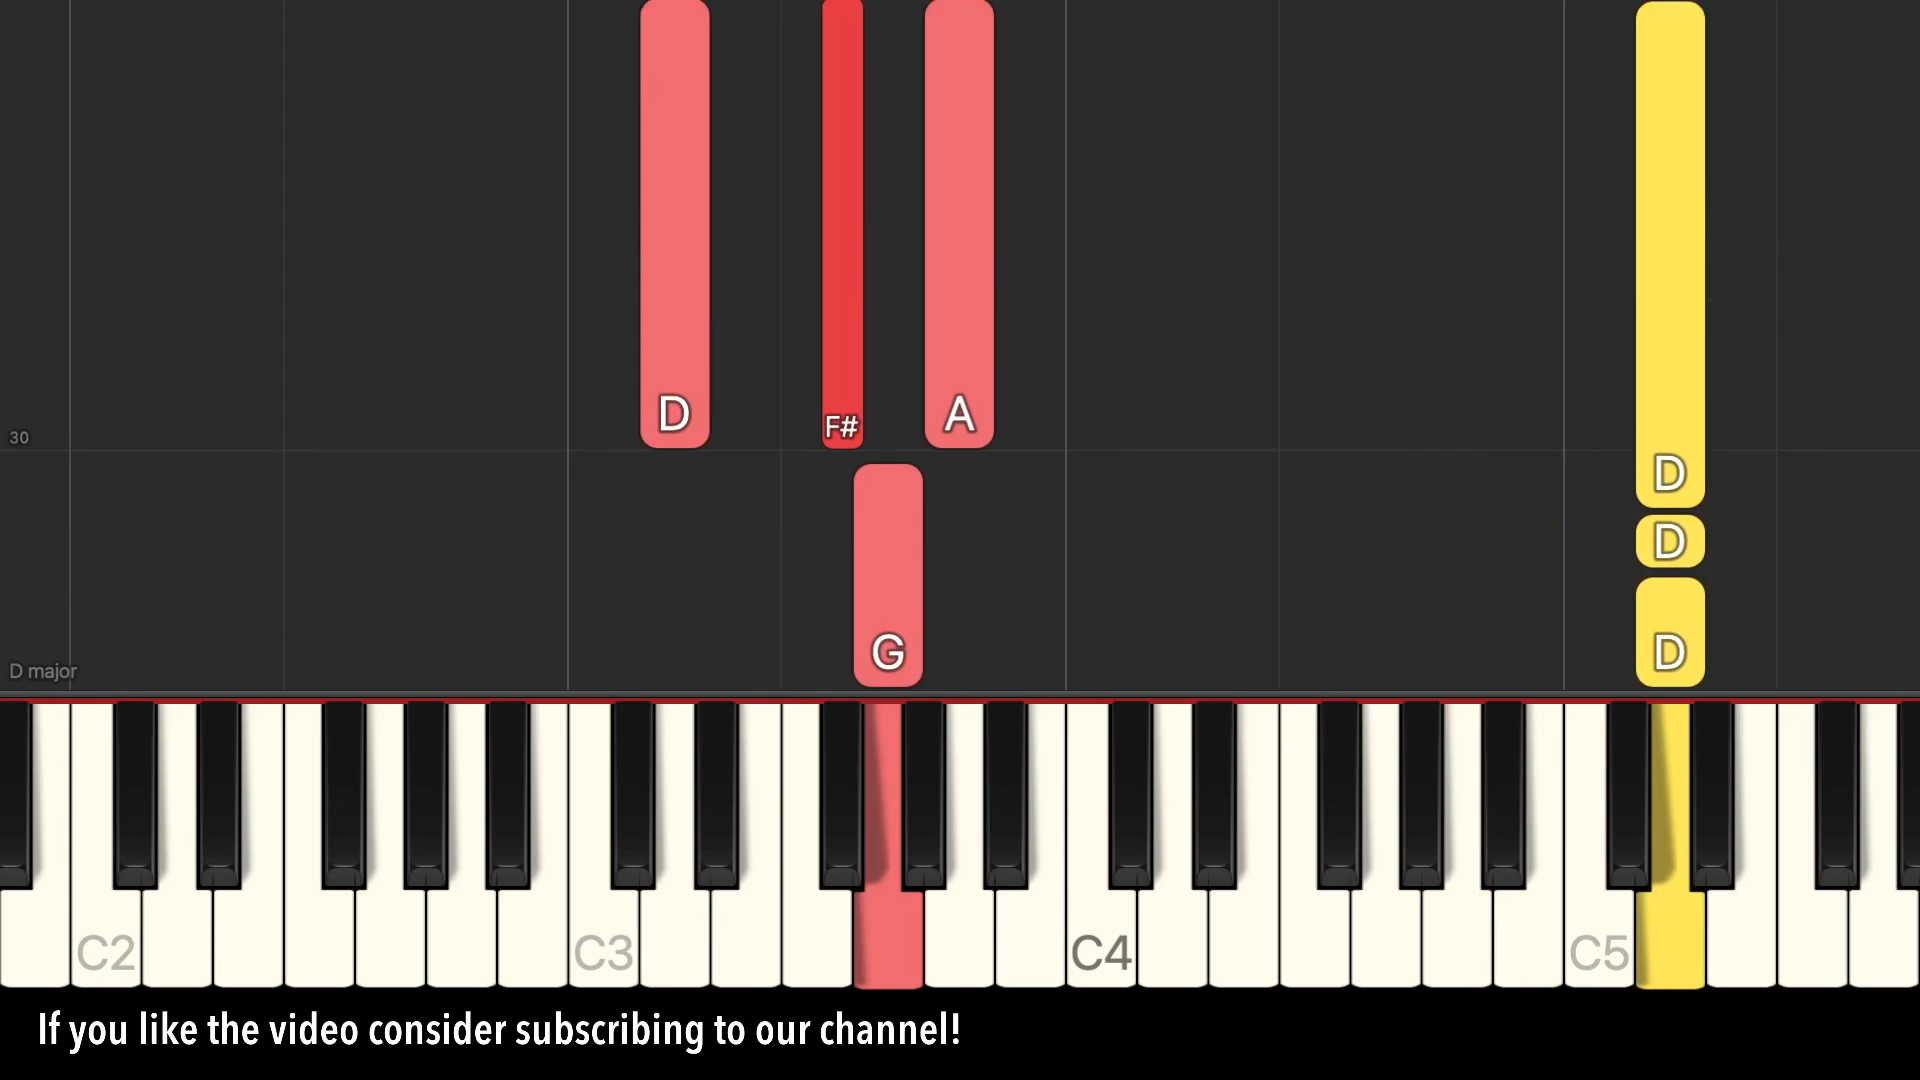 D F# A
30
D
D
G D
D major
C2 C3 C4 C5
If you like the video consider subscribing to our channel!